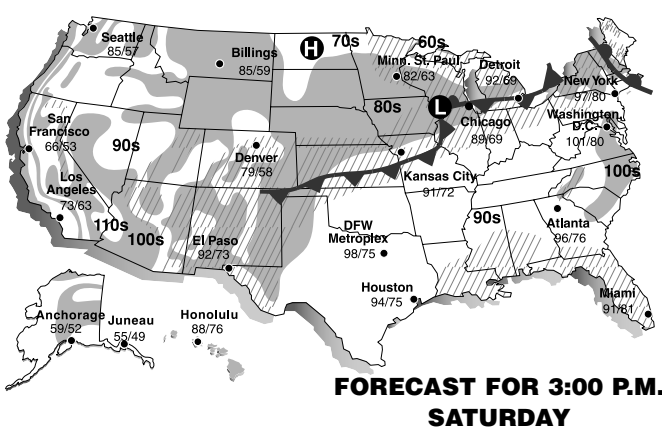 Seattle
85/57
Billings
85/59
H
70s
60s
Minn. St. Paul
82/63
Detroit
92/69
New York
97/80
80s
L
Chicago
89/69
Washington,
D.C.
101/80
San
Francisco
66/53
90s
Denver
79/58
Kansas City
91/72
100s
Los
Angeles
73/63
110s
100s
El Paso
92/73
DFW
Metroplex
98/75
90s
Atlanta
96/76
Houston
94/75
Miami
91/81
Anchorage
59/52
Juneau
55/49
Honolulu
88/76
FORECAST FOR 3:00 P.M.
SATURDAY